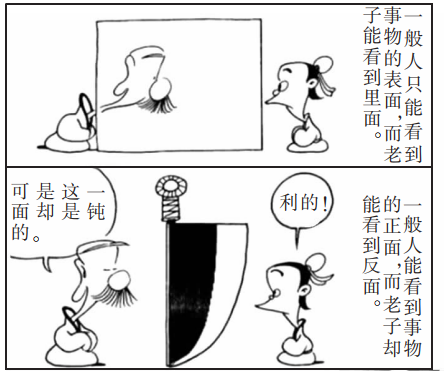 一般人只能看到
事物的表面，而老
子能看到里面。
一般人能看到事物
的正面，而老子却
能看到反面。
利的！
可是这一
面却是钝
的。